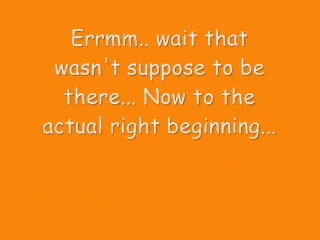 Errmm.. wait that
wasn't suppose to be
there... Now to the
actual right beginning...